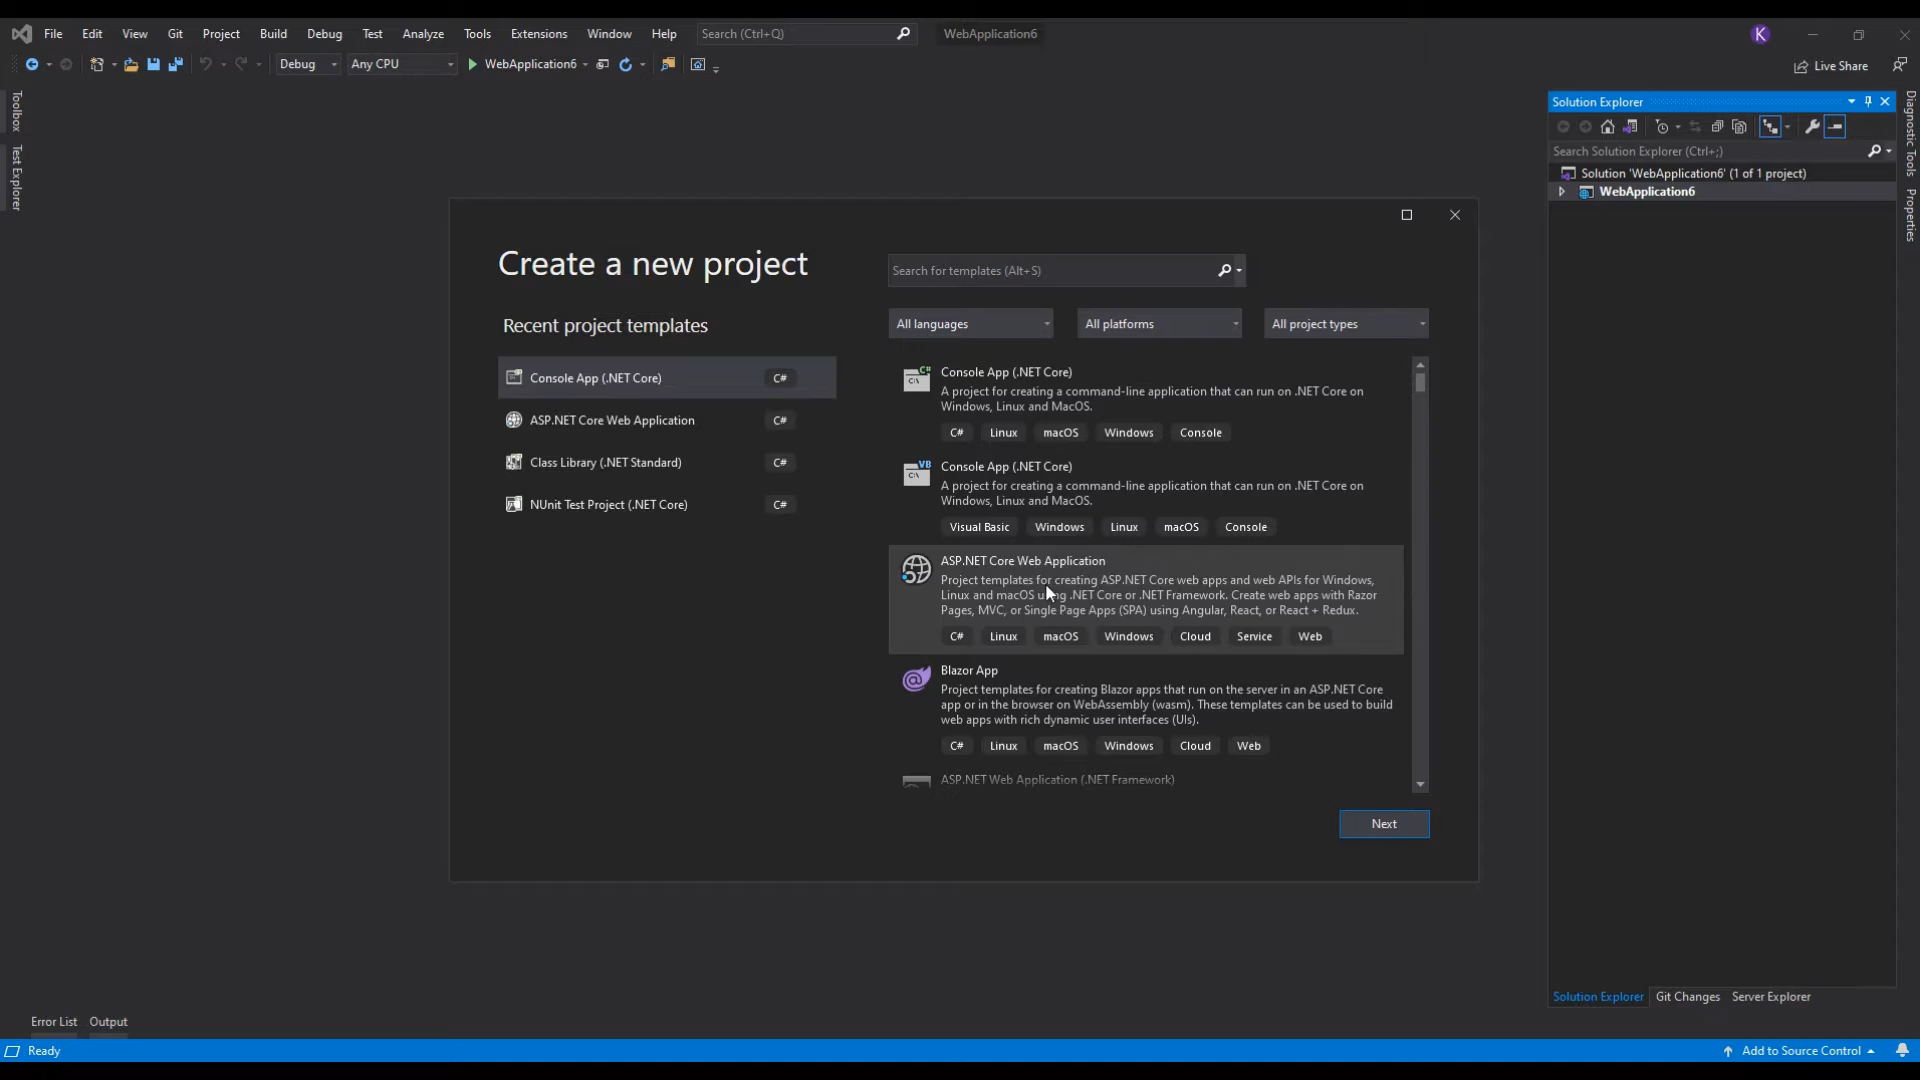 File Edit View Git Project Build Debug Test Analyze Tools Extensions Window Help Search (Ctrl+Q) WebApplication6 K
Debug Any CPU WebApplication6 Live Share
Toolbox
Test Explorer
Solution Explorer
Search Solution Explorer (Ctrl+;)
Solution 'WebApplication6' (1 of 1 project)
WebApplication6
Diagnostic Tools
Properties
Create a new project
Recent project templates
Console App (.NET Core) C#
ASP.NET Core Web Application C#
Class Library (.NET Standard) C#
NUnit Test Project (.NET Core) C#
Search for templates (Alt+S)
All languages All platforms All project types
C#
C:\
Console App (.NET Core)
A project for creating a command-line application that can run on .NET Core on
Windows, Linux and MacOS.
C# Linux macOS Windows Console
VB
C:\
Console App (.NET Core)
A project for creating a command-line application that can run on .NET Core on
Windows, Linux and MacOS.
Visual Basic Windows Linux macOS Console
ASP.NET Core Web Application
Project templates for creating ASP.NET Core web apps and web APIs for Windows,
Linux and macOS using .NET Core or .NET Framework. Create web apps with Razor
Pages, MVC, or Single Page Apps (SPA) using Angular, React, or React + Redux.
C# Linux macOS Windows Cloud Service Web
Blazor App
Project templates for creating Blazor apps that run on the server in an ASP.NET Core
app or in the browser on WebAssembly (wasm). These templates can be used to build
web apps with rich dynamic user interfaces (UIs).
C# Linux macOS Windows Cloud Web
ASP.NET Web Application (.NET Framework)
Next
Solution Explorer Git Changes Server Explorer
Error List Output
Ready Add to Source Control